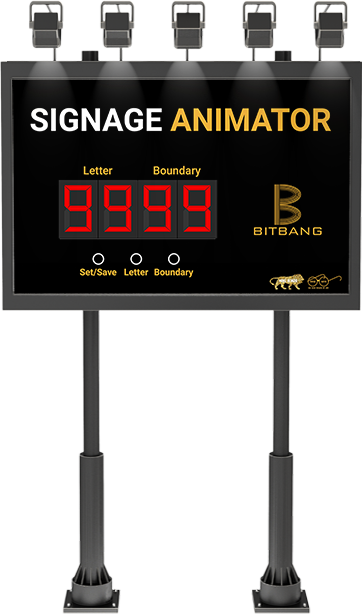 SIGNAGE ANIMATOR
Letter Boundary
9999
BITBANG
Set/Save Letter Boundary